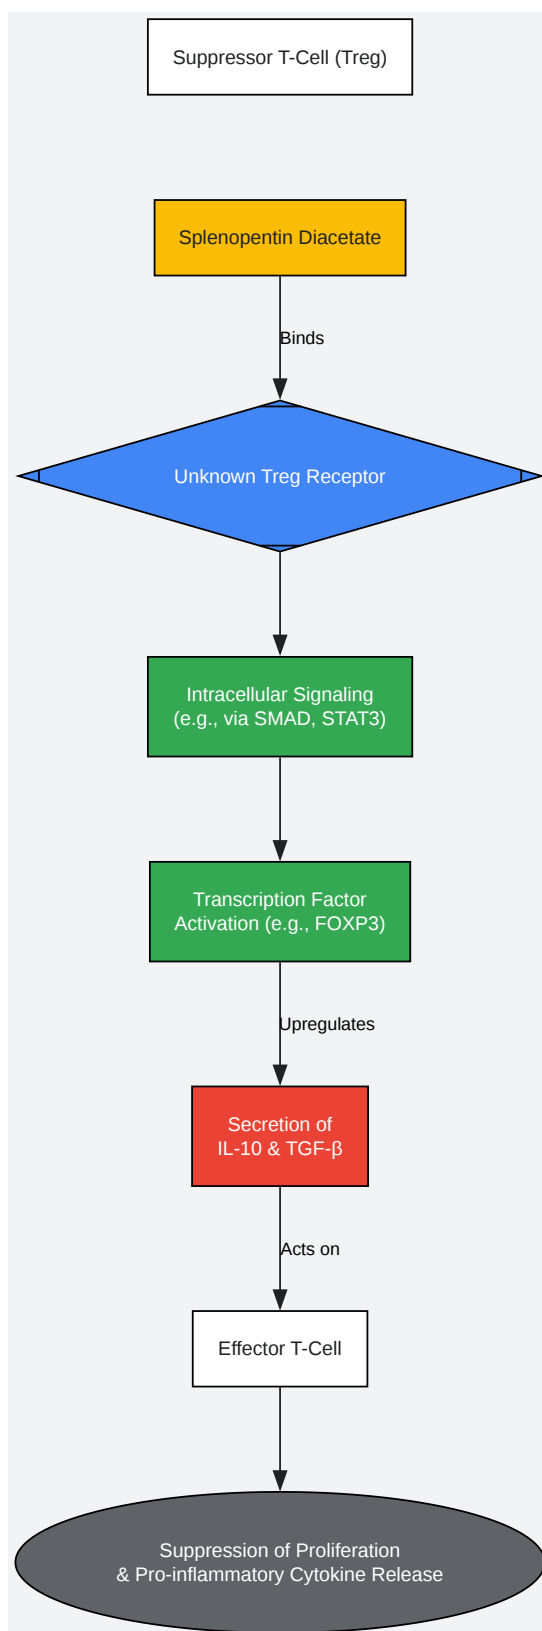 Suppressor T-Cell (Treg)
Splenopentin Diacetate
Binds
Unknown Treg Receptor
Intracellular Signaling
(e.g., via SMAD, STAT3)
Transcription Factor
Activation (e.g., FOXP3)
Upregulates
Secretion of
IL-10 & TGF-β
Acts on
Effector T-Cell
Suppression of Proliferation
& Pro-inflammatory Cytokine Release